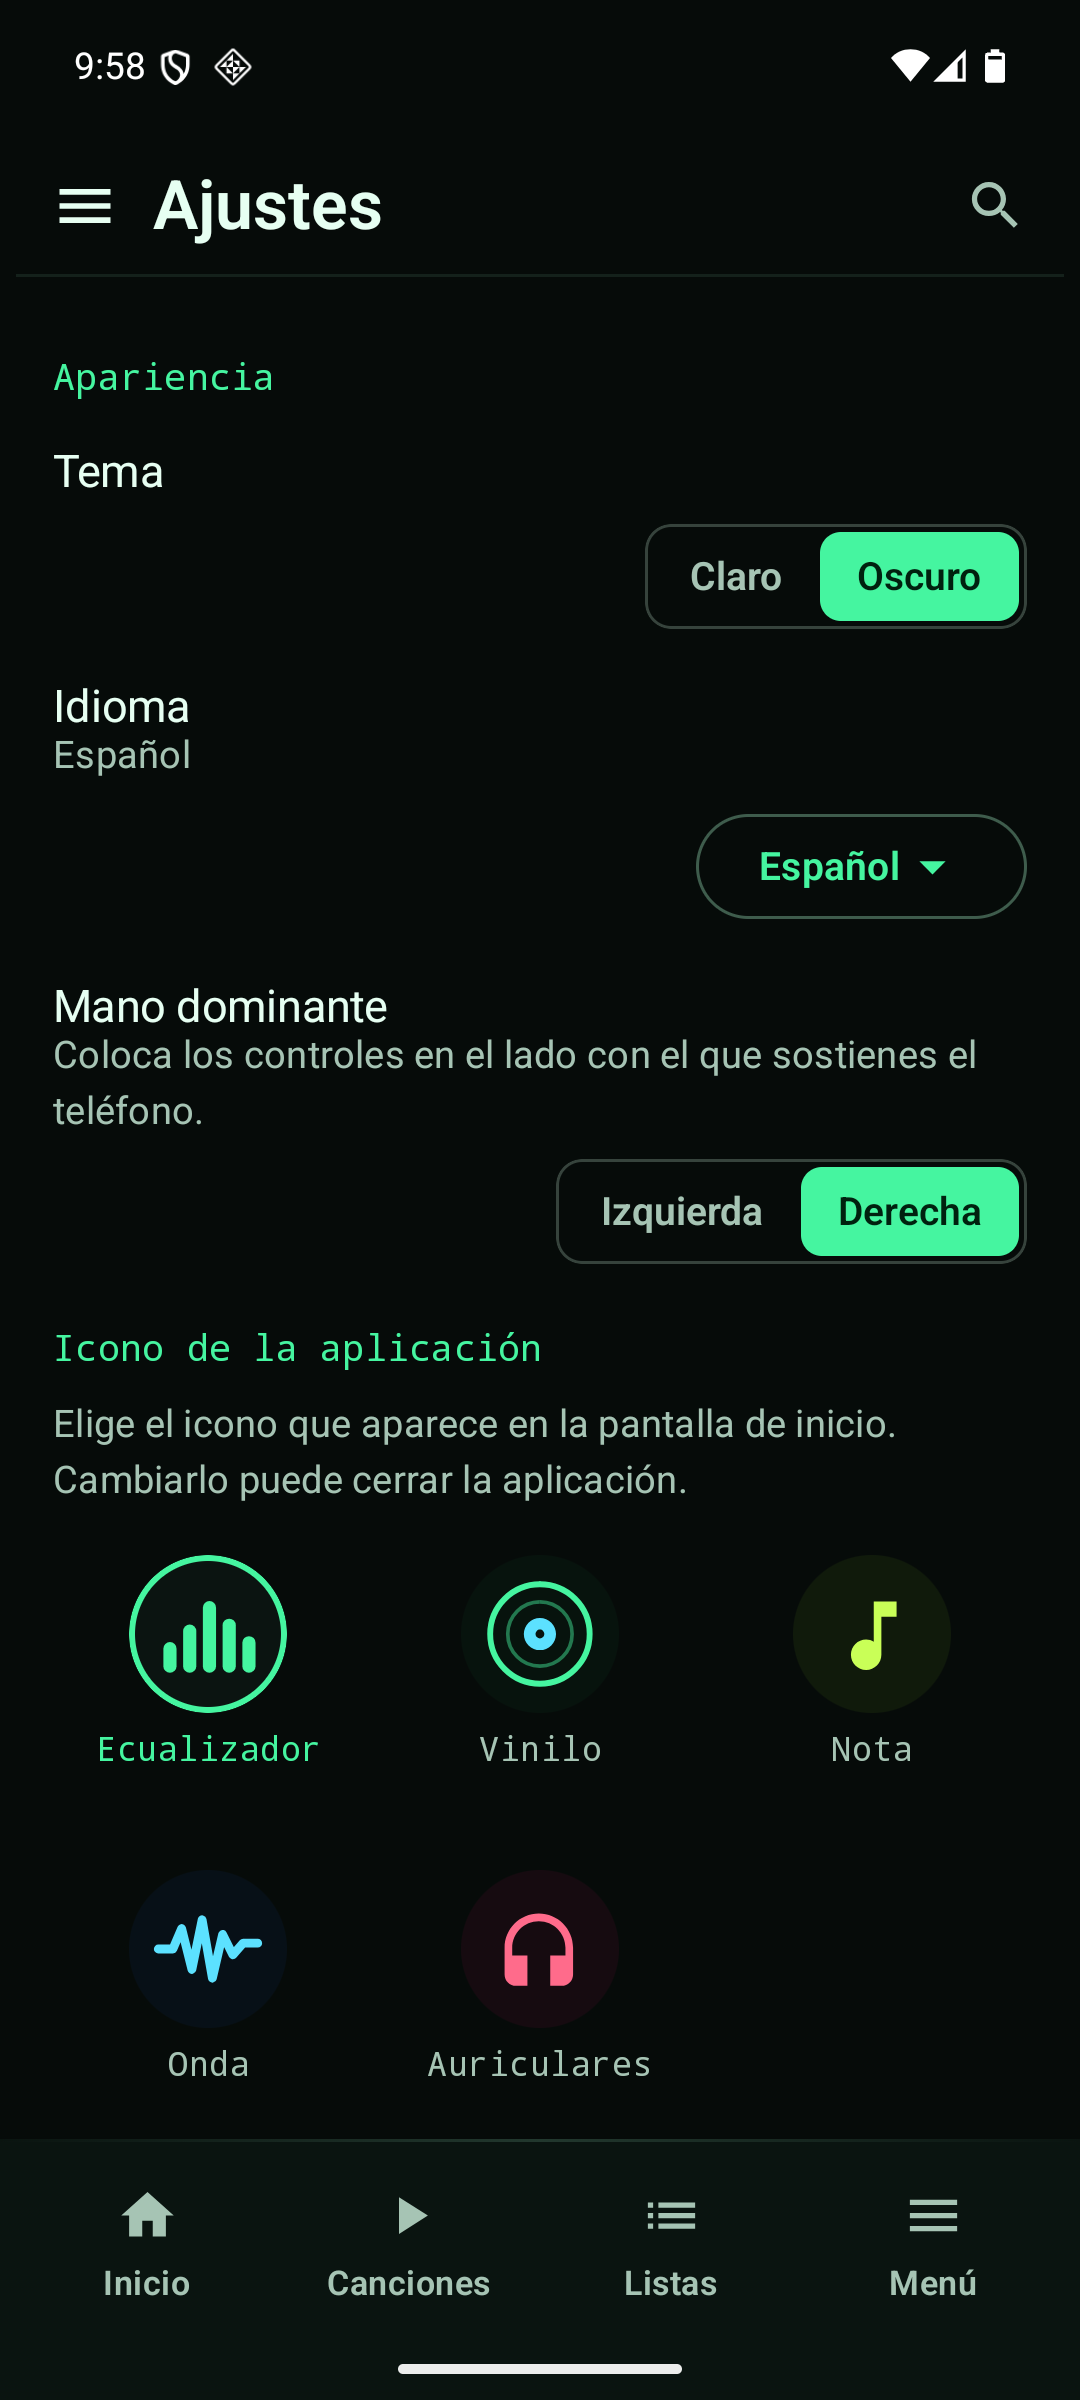 9:58
Ajustes
Apariencia
Tema
Claro Oscuro
Idioma
Español
Español
Mano dominante
Coloca los controles en el lado con el que sostienes el
teléfono.
Izquierda Derecha
Icono de la aplicación
Elige el icono que aparece en la pantalla de inicio.
Cambiarlo puede cerrar la aplicación.
Ecualizador Vinilo Nota
Onda Auriculares
Inicio Canciones Listas Menú